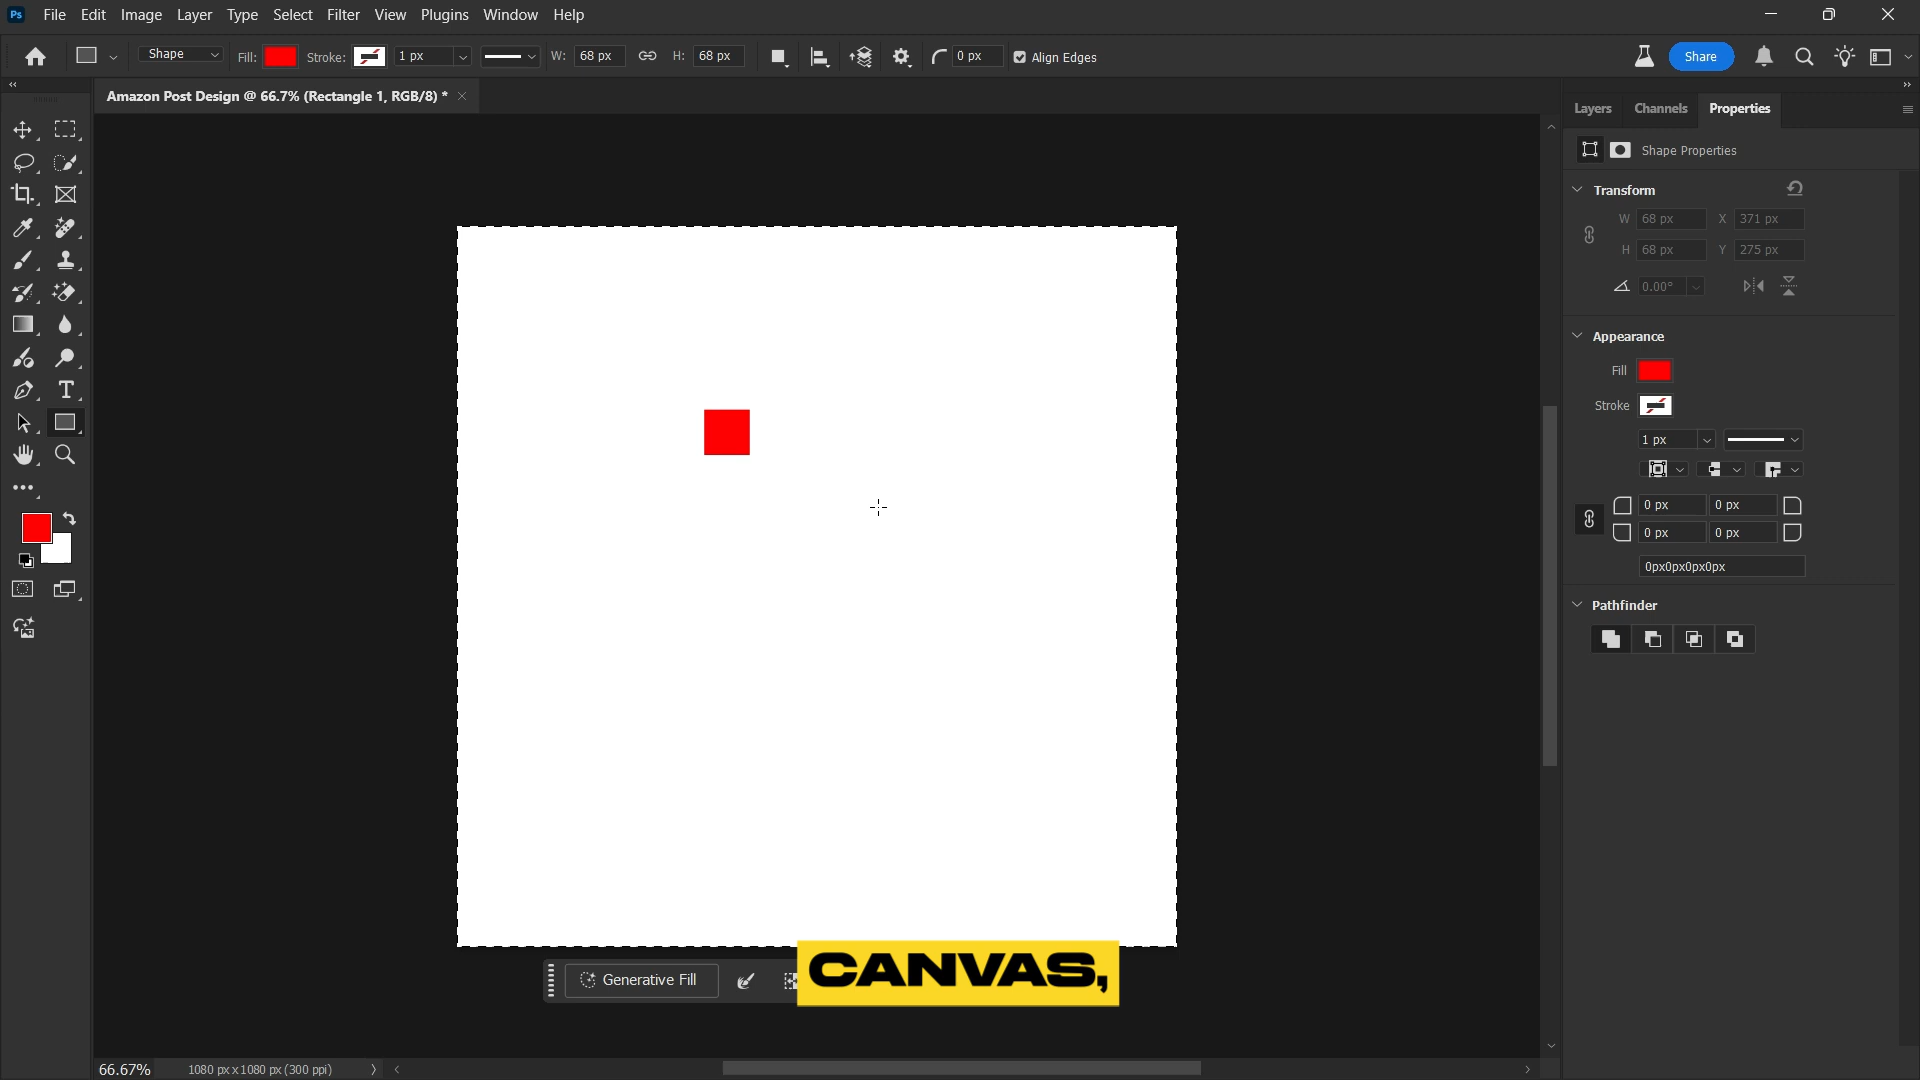 Ps File Edit Image Layer Type Select Filter View Plugins Window Help
Shape Fill: Stroke: 1 px W: 68 px H: 68 px 0 px Align Edges Share
Amazon Post Design @ 66.7% (Rectangle 1, RGB/8) *
Layers Channels Properties
Shape Properties
Transform
W 68 px X 371 px
H 68 px Y 275 px
0.00°
Appearance
Fill
Stroke
1 px
0 px 0 px
0 px 0 px
0px0px0px0px
Pathfinder
T
Generative Fill
CANVAS,
66.67% 1080 px x 1080 px (300 ppi)